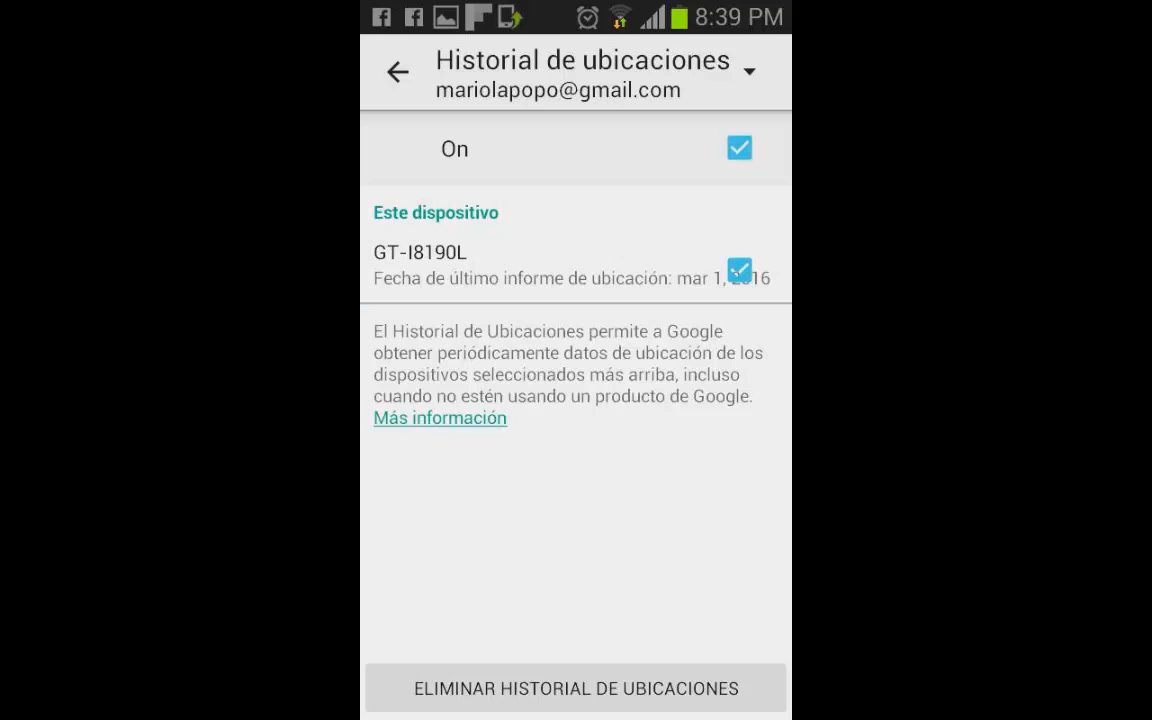 8:39 PM
Historial de ubicaciones
mariolapopo@gmail.com
On
Este dispositivo
GT-I8190L
Fecha de último informe de ubicación: mar 1, 2016
El Historial de Ubicaciones permite a Google
obtener periódicamente datos de ubicación de los
dispositivos seleccionados más arriba, incluso
cuando no estén usando un producto de Google.
Más información
ELIMINAR HISTORIAL DE UBICACIONES